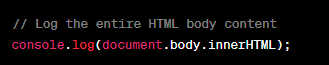 // Log the entire HTML body content
console.log(document.body.innerHTML);